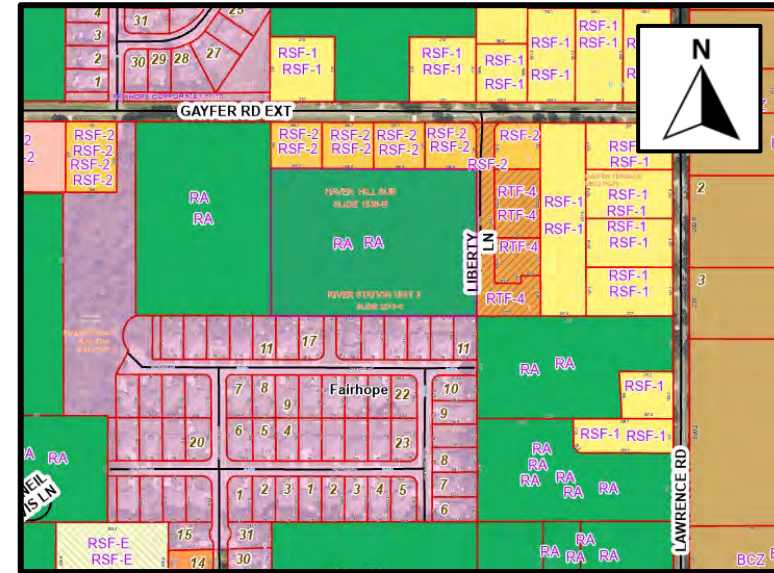 4
3
2
1
31
30
29
28
27
25
RSF-1
RSF-1
RSF-1
RSF-1
RSF-1
RSF-1
RSF-1
RSF-1
RSF-1
RSF-1
N
GAYFER RD EXT
RSF-2
RSF-2
RSF-2
RSF-2
RSF-2
RSF-2
RSF-2
RSF-2
RSF-2
RSF-2
RSF-2
RSF-2
RSF-2
RSF-2
RA
RA
HAVEN HILL SUB
RA RA
LIBERTY
LN
RTF-4
RTF-4
RTF-4
RTF-4
RSF-1
RSF-1
RSF-1
RSF-1
RSF-1
RSF-1
RSF-1
RSF-1
2
3
11
17
11
7
8
9
Fairhope
22
10
9
6
5
4
20
23
8
7
6
1
2
3
1
2
3
4
5
RA RA
RSF-1
RSF-1 RSF-1
RA
RA
RA
RA
RA
RA
RA
LAWRENCE RD
RSF-E
RSF-E
15
14
31
30
RA RA
RA
BCZ